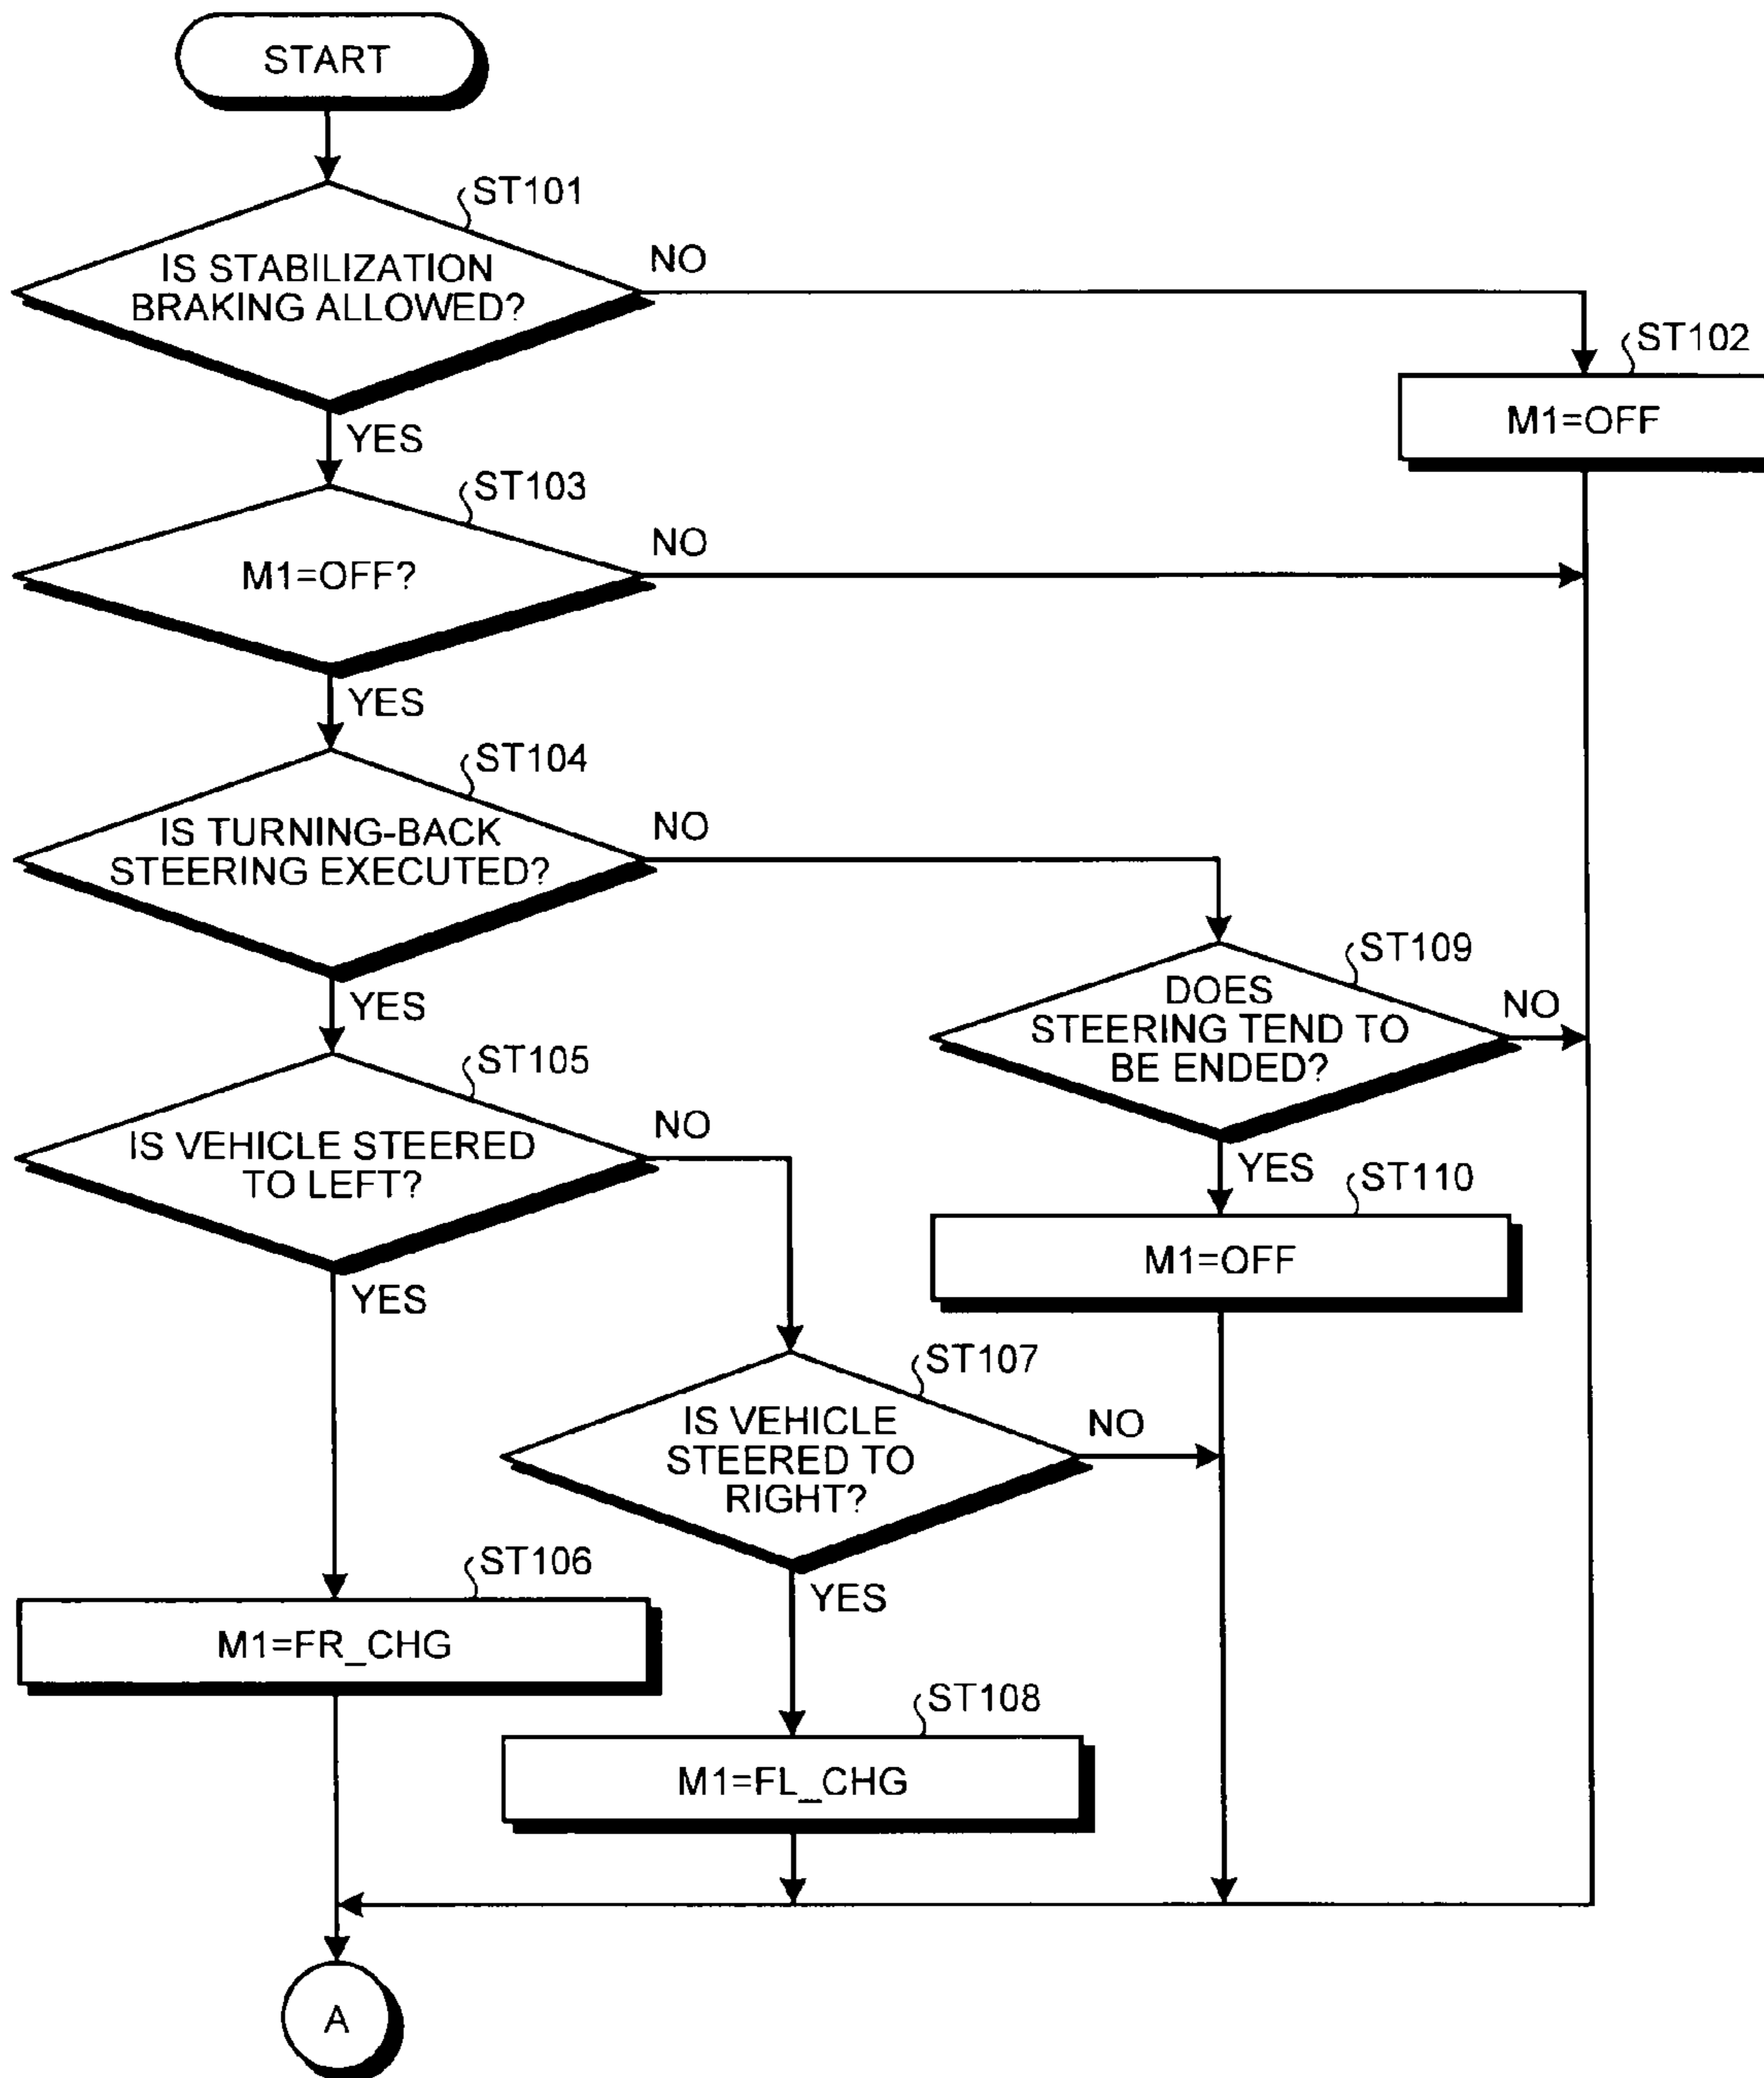 START
ST101
IS STABILIZATION
BRAKING ALLOWED?
NO
YES
ST102
M1=OFF
ST103
M1=OFF?
NO
YES
ST104
IS TURNING-BACK
STEERING EXECUTED?
NO
YES
ST109
DOES
STEERING TEND TO
BE ENDED?
NO
YES
ST105
IS VEHICLE STEERED
TO LEFT?
NO
YES
ST110
M1=OFF
ST107
IS VEHICLE
STEERED TO
RIGHT?
NO
YES
ST106
M1=FR_CHG
ST108
M1=FL_CHG
A